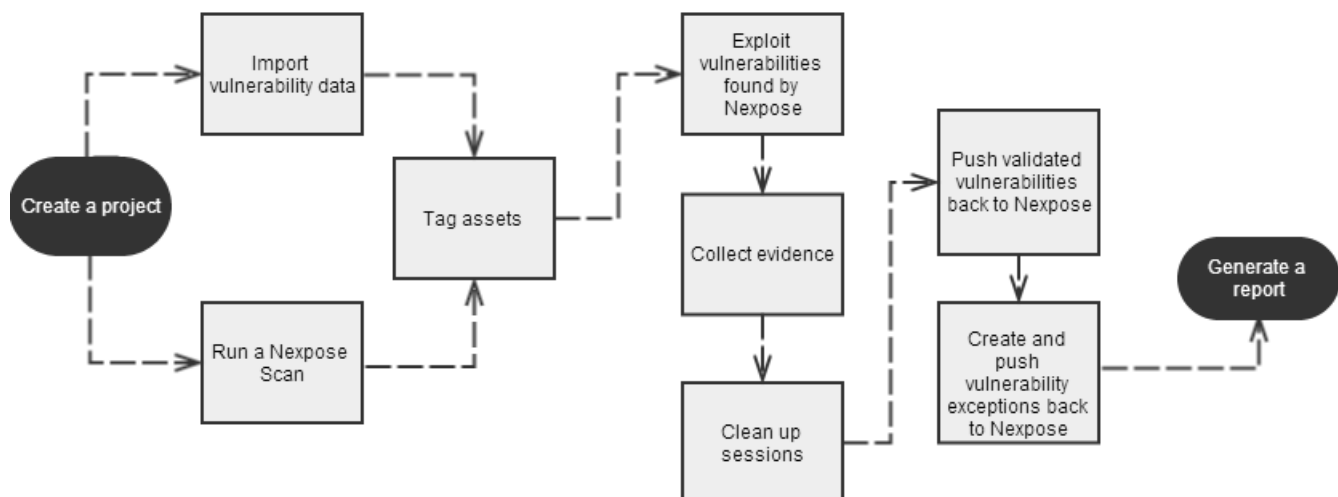 Create a project
Import
vulnerability data
Run a Nexpose
Scan
Tag assets
Exploit
vulnerabilities
found by
Nexpose
Collect evidence
Clean up
sessions
Push validated
vulnerabilities
back to Nexpose
Create and
push
vulnerability
exceptions back
to Nexpose
Generate a
report